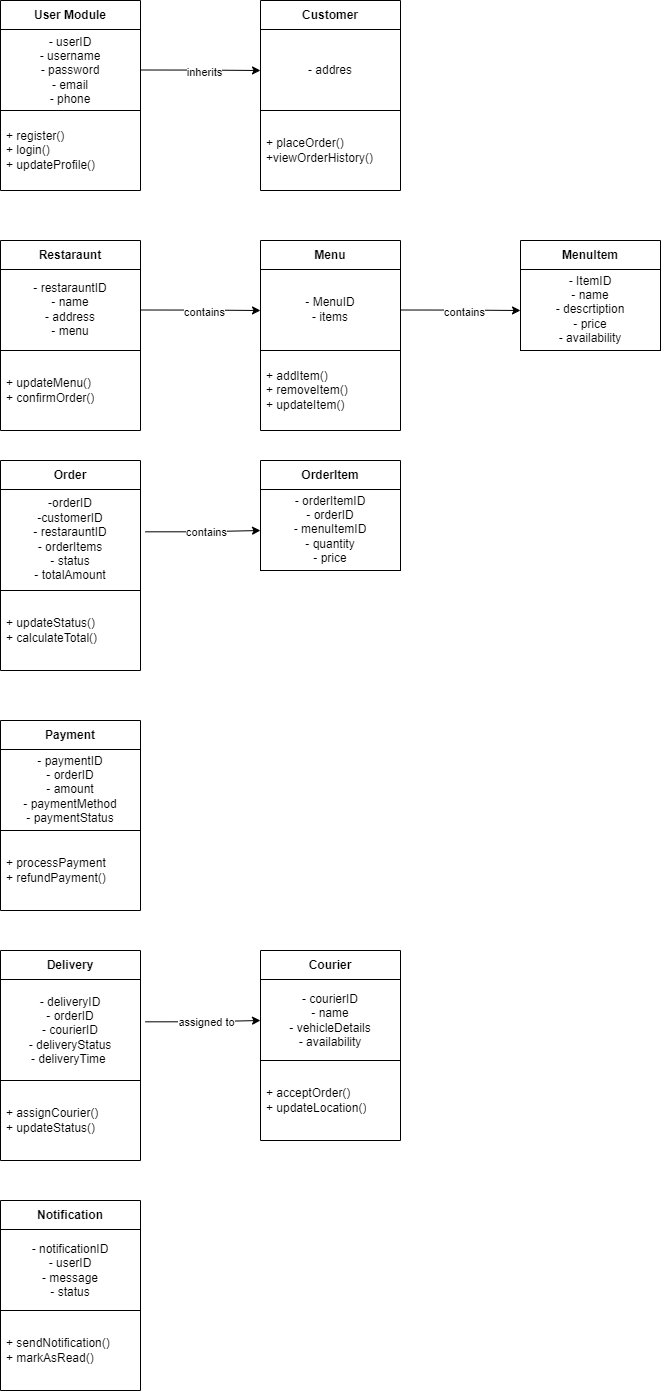 User Module
- userID
- username
- password
- email
- phone
+ register()
+ login()
+ updateProfile()
inherits
Customer
- addres
+ placeOrder()
+viewOrderHistory()
Restaraunt
- restarauntID
- name
- address
- menu
+ updateMenu()
+ confirmOrder()
contains
Menu
- MenuID
- items
+ addItem()
+ removeItem()
+ updateItem()
contains
MenuItem
- ItemID
- name
- descrtiption
- price
- availability
Order
-orderID
-customerID
- restarauntID
- orderItems
- status
- totalAmount
+ updateStatus()
+ calculateTotal()
contains
OrderItem
- orderItemID
- orderID
- menuItemID
- quantity
- price
Payment
- paymentID
- orderID
- amount
- paymentMethod
- paymentStatus
+ processPayment
+ refundPayment()
Delivery
- deliveryID
- orderID
- courierID
- deliveryStatus
- deliveryTime
+ assignCourier()
+ updateStatus()
assigned to
Courier
- courierID
- name
- vehicleDetails
- availability
+ acceptOrder()
+ updateLocation()
Notification
- notificationID
- userID
- message
- status
+ sendNotification()
+ markAsRead()